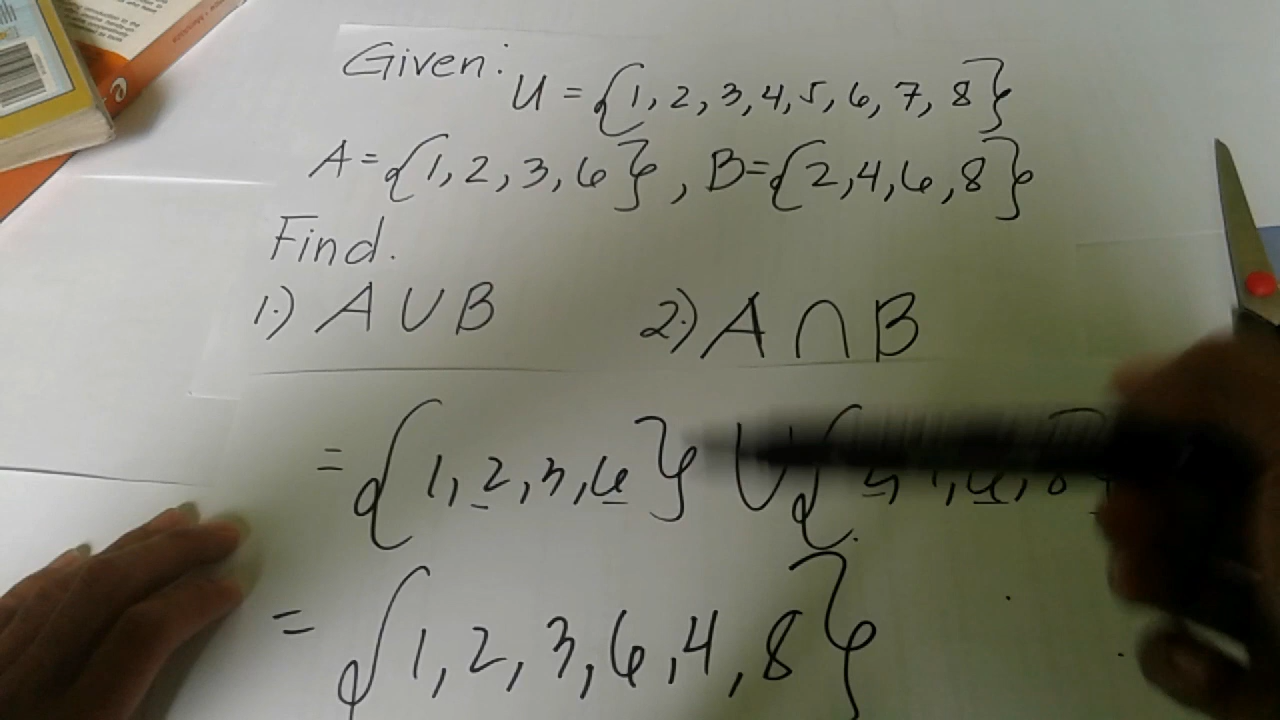 Given: U = {1, 2, 3, 4, 5, 6, 7, 8}
A = {1, 2, 3, 6}, B = {2, 4, 6, 8}
Find.
1.) A ∪ B 2.) A ∩ B
= {1, 2, 3, 6} ∪ {
= {1, 2, 3, 6, 4, 8}